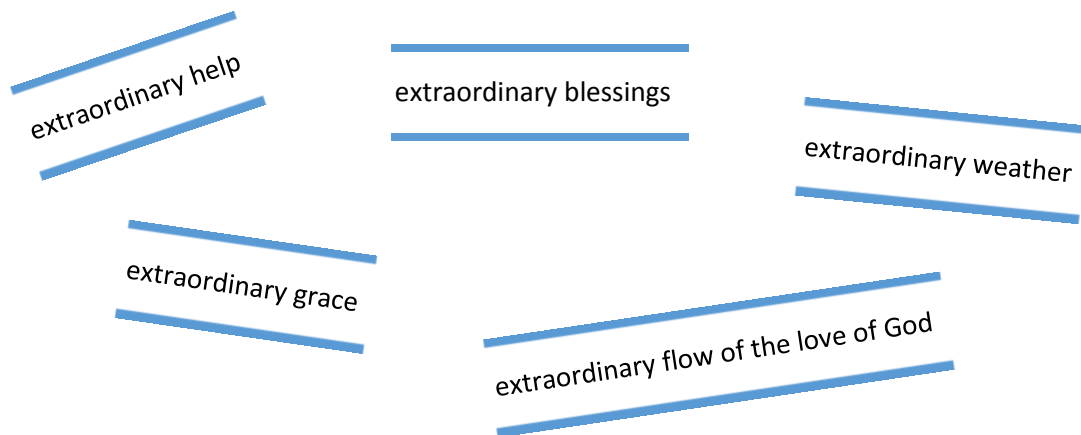 extraordinary help
extraordinary blessings
extraordinary weather
extraordinary grace
extraordinary flow of the love of God